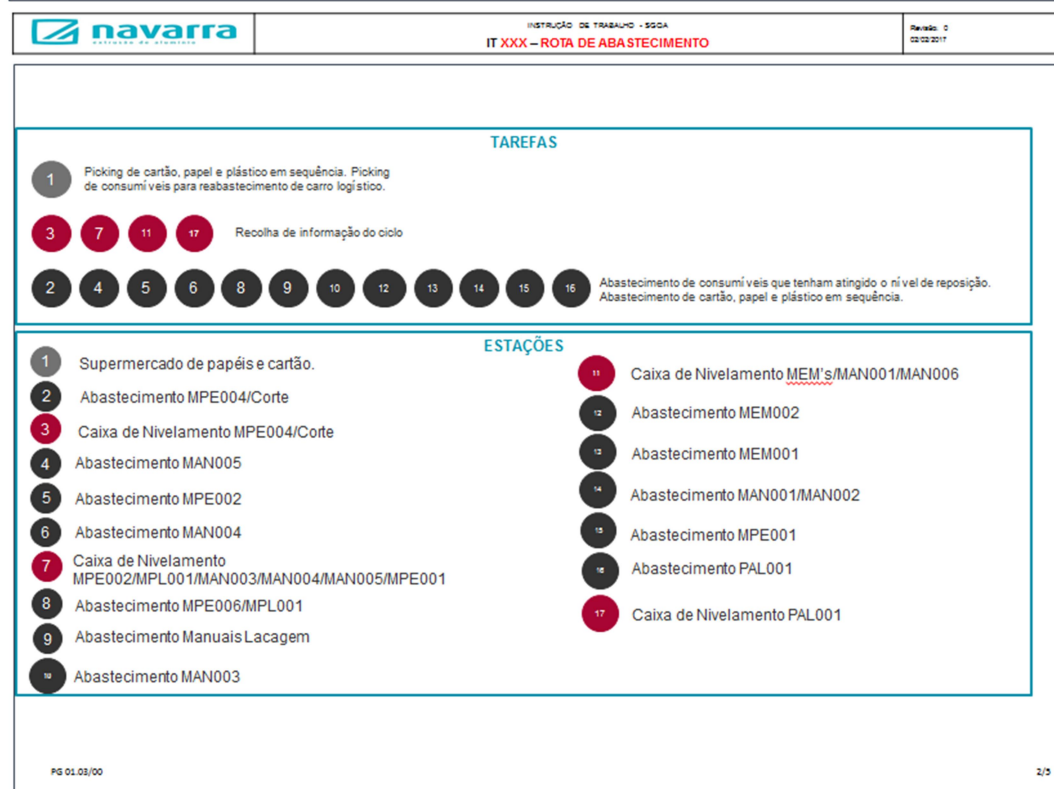 navarra
extrusão de alumínio
INSTRUÇÃO DE TRABALHO - SGQA
IT XXX – ROTA DE ABASTECIMENTO
Revisão. 0
02/02/2017
TAREFAS
1 Picking de cartão, papel e plástico em sequência. Picking
de consumíveis para reabastecimento de carro logístico.
3 7 11 17 Recolha de informação do ciclo
2 4 5 6 8 9 10 12 13 14 15 16 Abastecimento de consumíveis que tenham atingido o nível de reposição.
Abastecimento de cartão, papel e plástico em sequência.
ESTAÇÕES
1 Supermercado de papéis e cartão.
2 Abastecimento MPE004/Corte
3 Caixa de Nivelamento MPE004/Corte
4 Abastecimento MAN005
5 Abastecimento MPE002
6 Abastecimento MAN004
7 Caixa de Nivelamento
MPE002/MPL001/MAN003/MAN004/MAN005/MPE001
8 Abastecimento MPE006/MPL001
9 Abastecimento Manuais Lacagem
10 Abastecimento MAN003
11 Caixa de Nivelamento MEM's/MAN001/MAN006
12 Abastecimento MEM002
13 Abastecimento MEM001
14 Abastecimento MAN001/MAN002
15 Abastecimento MPE001
16 Abastecimento PAL001
17 Caixa de Nivelamento PAL001
PG 01.03/00
2/5